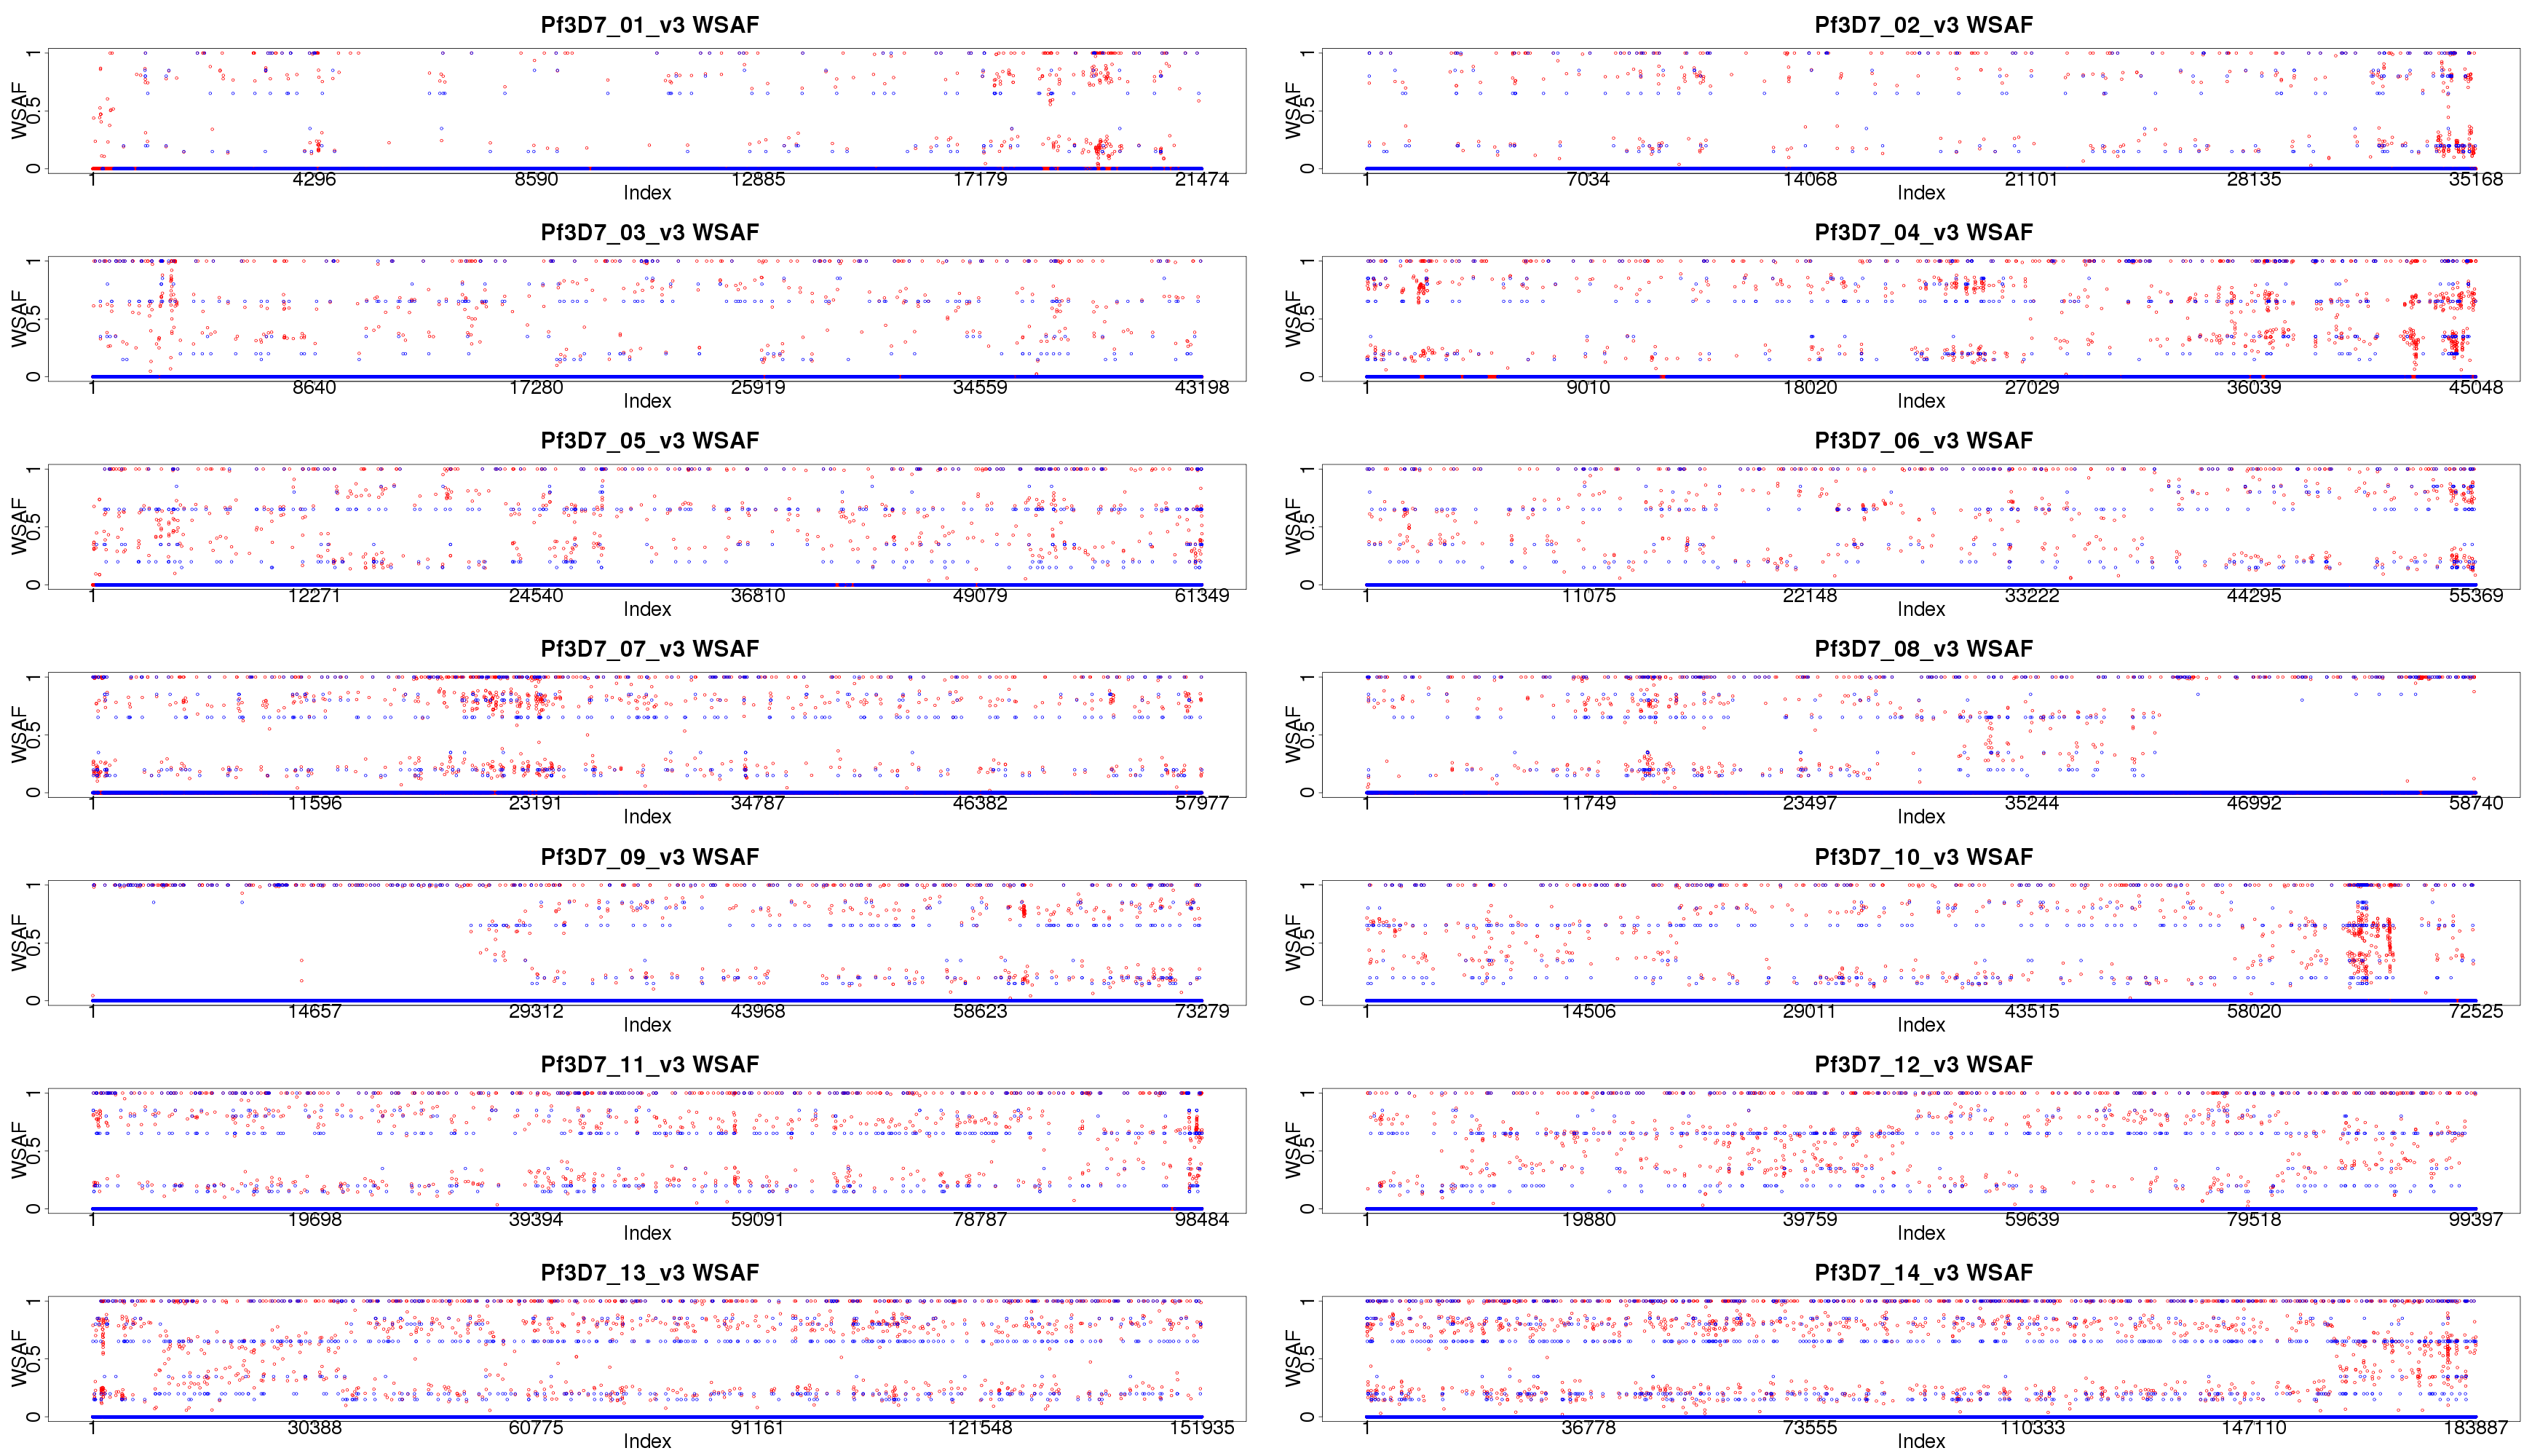 Pf3D7_01_v3 WSAF
WSAF
0 0.5 1
1 4296 8590 12885 17179 21474
Index
Pf3D7_02_v3 WSAF
WSAF
0 0.5 1
1 7034 14068 21101 28135 35168
Index
Pf3D7_03_v3 WSAF
WSAF
0 0.5 1
1 8640 17280 25919 34559 43198
Index
Pf3D7_04_v3 WSAF
WSAF
0 0.5 1
1 9010 18020 27029 36039 45048
Index
Pf3D7_05_v3 WSAF
WSAF
0 0.5 1
1 12271 24540 36810 49079 61349
Index
Pf3D7_06_v3 WSAF
WSAF
0 0.5 1
1 11075 22148 33222 44295 55369
Index
Pf3D7_07_v3 WSAF
WSAF
0 0.5 1
1 11596 23191 34787 46382 57977
Index
Pf3D7_08_v3 WSAF
WSAF
0 0.5 1
1 11749 23497 35244 46992 58740
Index
Pf3D7_09_v3 WSAF
WSAF
0 0.5 1
1 14657 29312 43968 58623 73279
Index
Pf3D7_10_v3 WSAF
WSAF
0 0.5 1
1 14506 29011 43515 58020 72525
Index
Pf3D7_11_v3 WSAF
WSAF
0 0.5 1
1 19698 39394 59091 78787 98484
Index
Pf3D7_12_v3 WSAF
WSAF
0 0.5 1
1 19880 39759 59639 79518 99397
Index
Pf3D7_13_v3 WSAF
WSAF
0 0.5 1
1 30388 60775 91161 121548 151935
Index
Pf3D7_14_v3 WSAF
WSAF
0 0.5 1
1 36778 73555 110333 147110 183887
Index